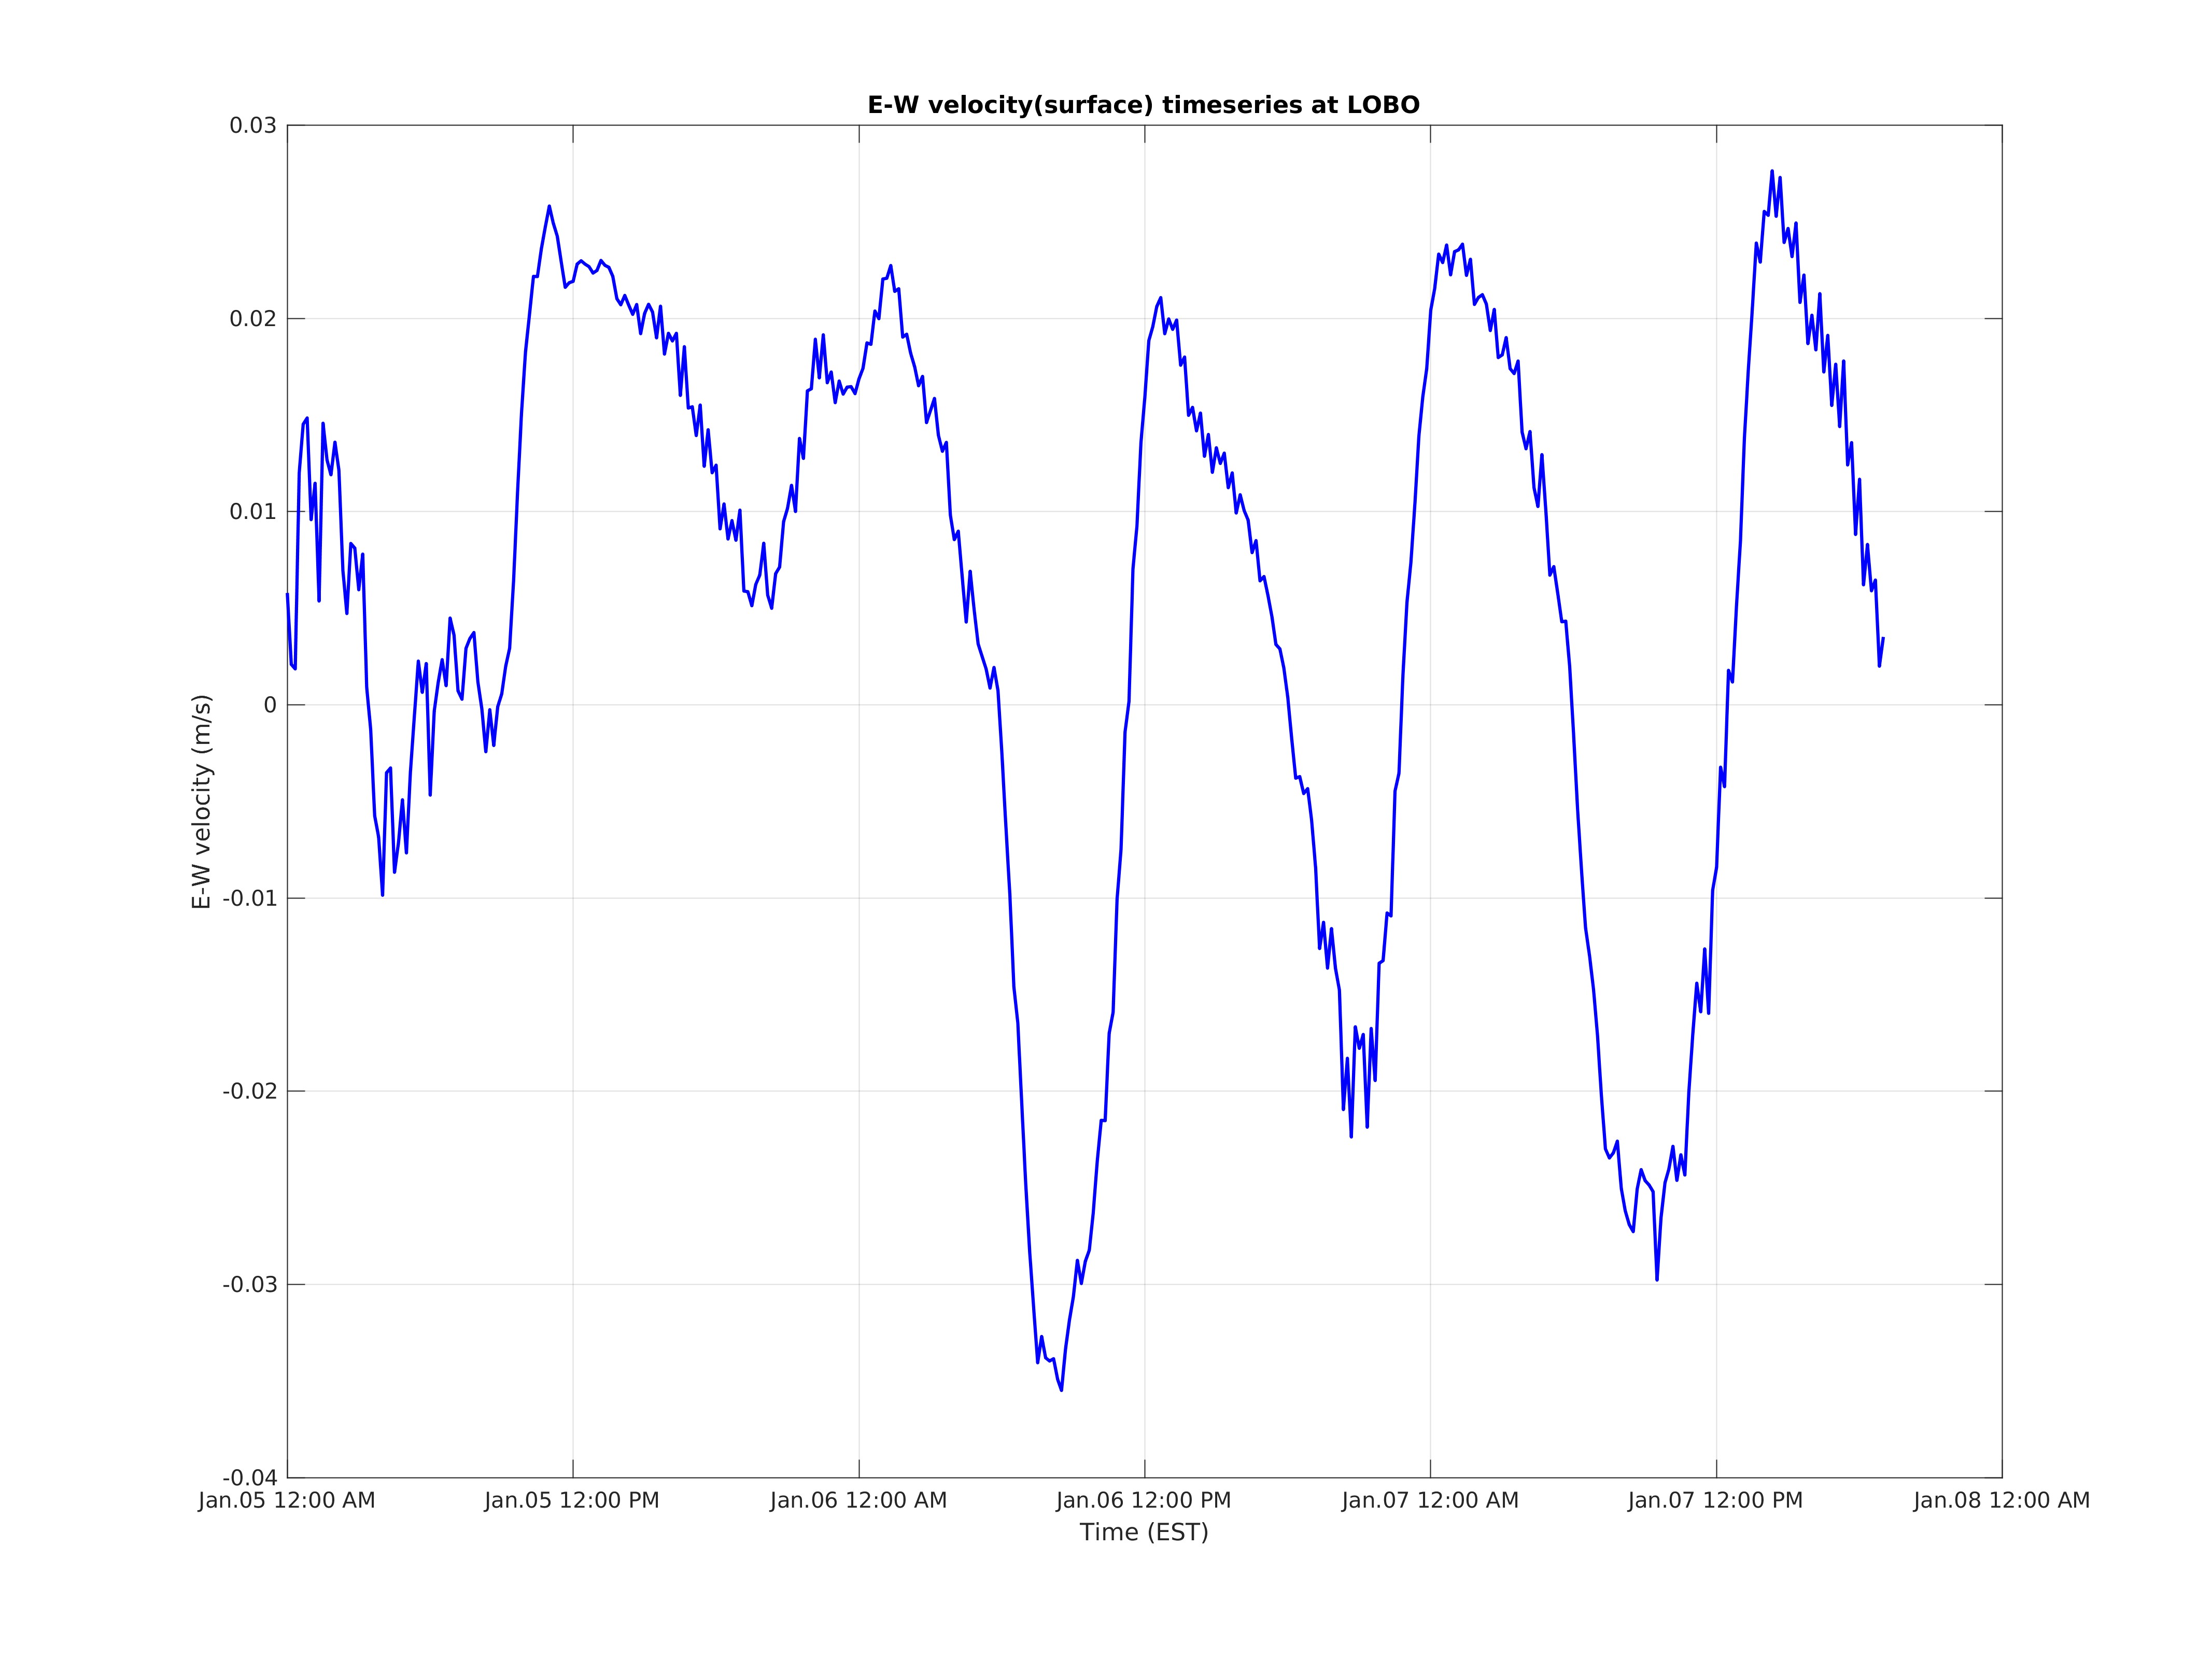 E-W velocity(surface) timeseries at LOBO
0.03
0.02
0.01
0
-0.01
-0.02
-0.03
-0.04
E-W velocity (m/s)
Jan.05 12:00 AM Jan.05 12:00 PM Jan.06 12:00 AM Jan.06 12:00 PM Jan.07 12:00 AM Jan.07 12:00 PM Jan.08 12:00 AM
Time (EST)